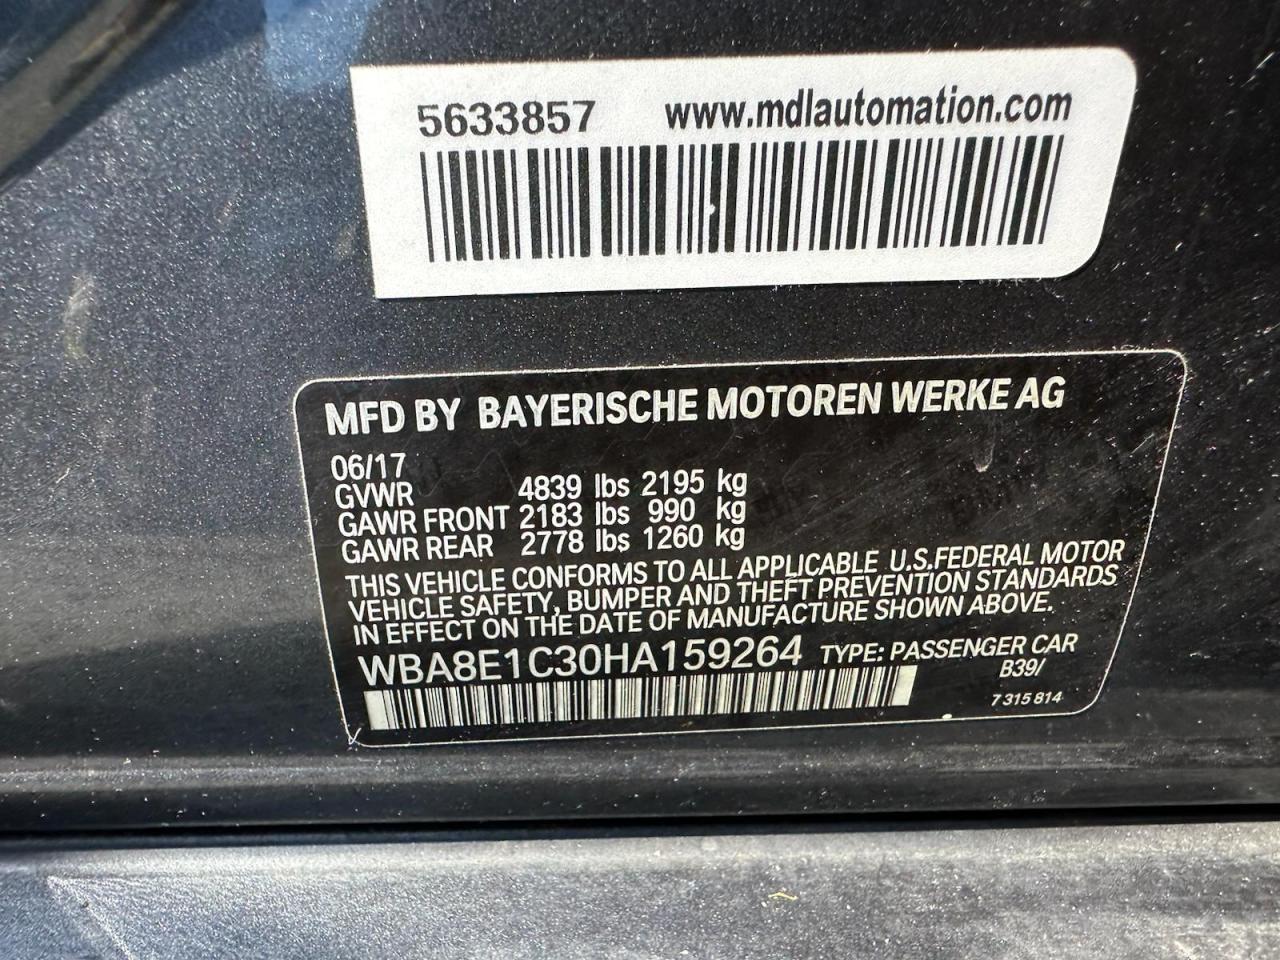 5633857 www.mdlautomation.com
MFD BY BAYERISCHE MOTOREN WERKE AG
06/17
GVWR 4839 lbs 2195 kg
GAWR FRONT 2183 lbs 990 kg
GAWR REAR 2778 lbs 1260 kg
THIS VEHICLE CONFORMS TO ALL APPLICABLE U.S.FEDERAL MOTOR
VEHICLE SAFETY, BUMPER AND THEFT PREVENTION STANDARDS
IN EFFECT ON THE DATE OF MANUFACTURE SHOWN ABOVE.
WBA8E1C30HA159264 TYPE: PASSENGER CAR
B39/
7 315 814